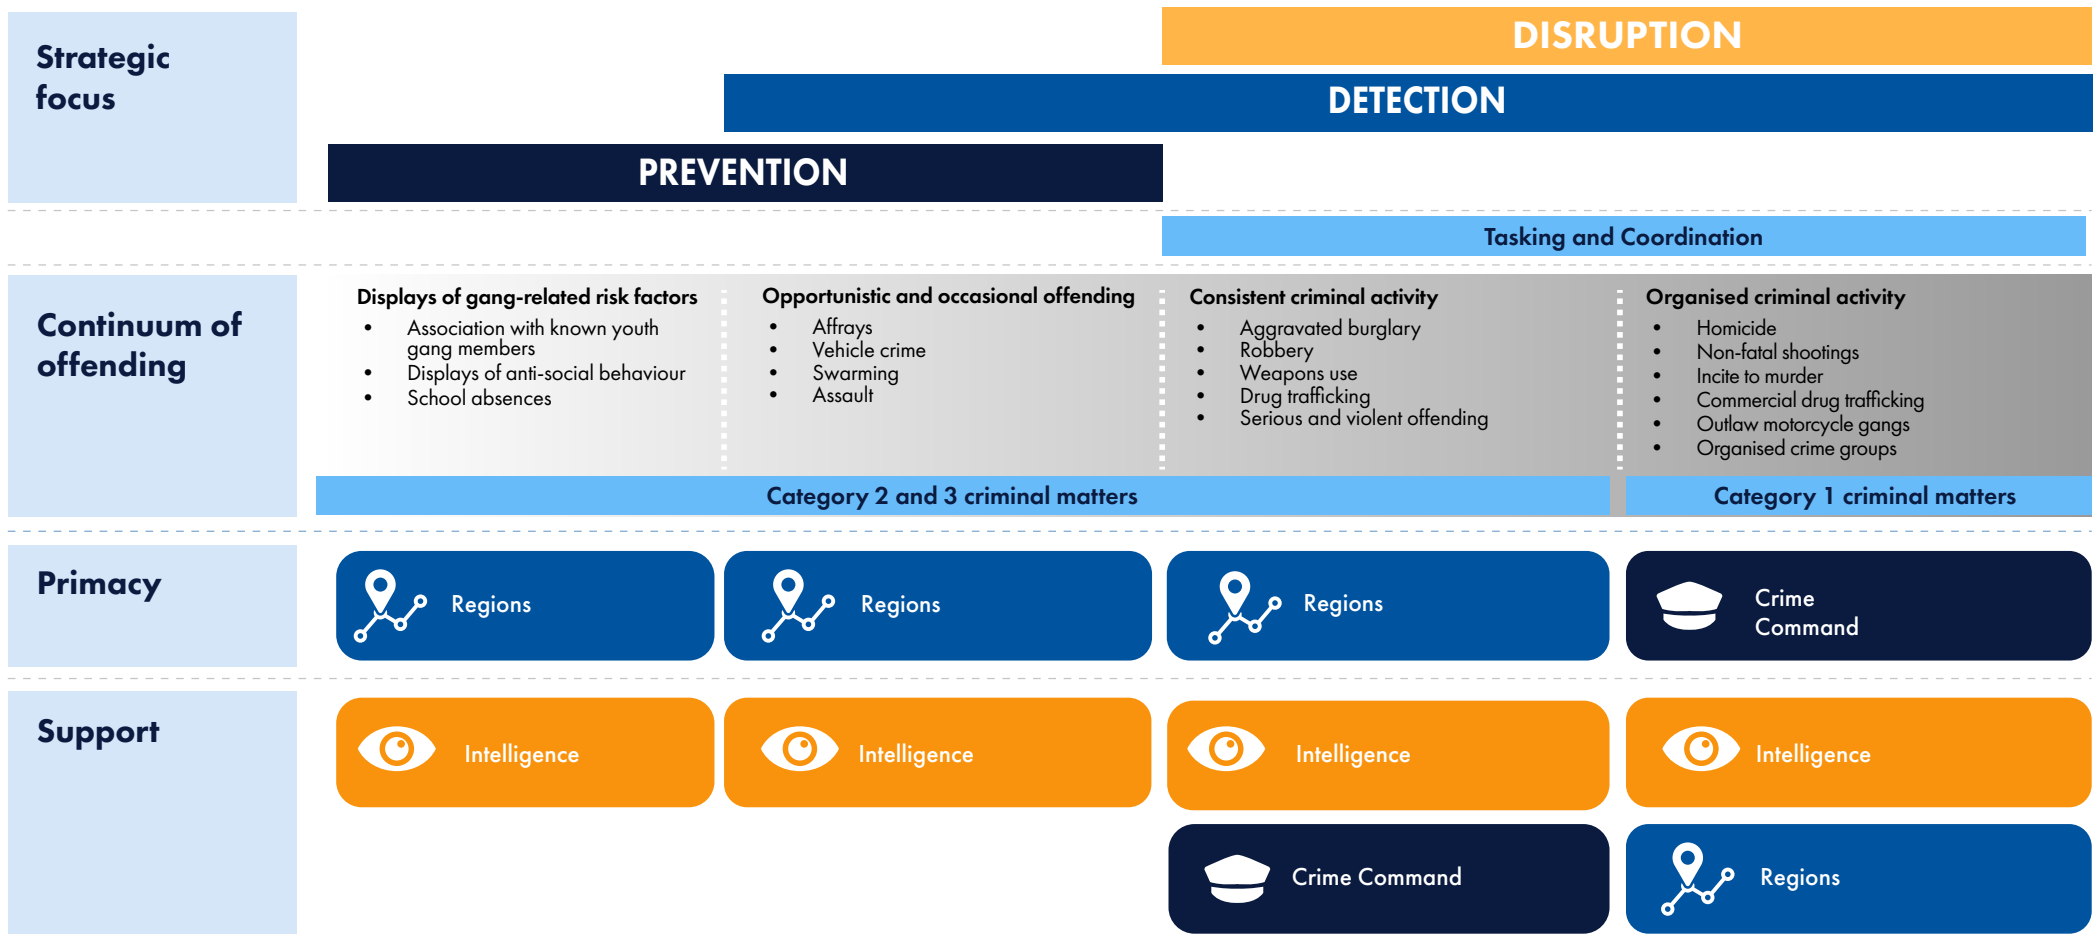 Strategic
focus
DISRUPTION
DETECTION
PREVENTION
Tasking and Coordination
Continuum of
offending
Displays of gang-related risk factors
• Association with known youth
gang members
• Displays of anti-social behaviour
• School absences
Opportunistic and occasional offending
• Affrays
• Vehicle crime
• Swarming
• Assault
Consistent criminal activity
• Aggravated burglary
• Robbery
• Weapons use
• Drug trafficking
• Serious and violent offending
Organised criminal activity
• Homicide
• Non-fatal shootings
• Incite to murder
• Commercial drug trafficking
• Outlaw motorcycle gangs
• Organised crime groups
Category 2 and 3 criminal matters
Category 1 criminal matters
Primacy
Regions
Regions
Regions
Crime
Command
Support
Intelligence
Intelligence
Intelligence
Intelligence
Crime Command
Regions